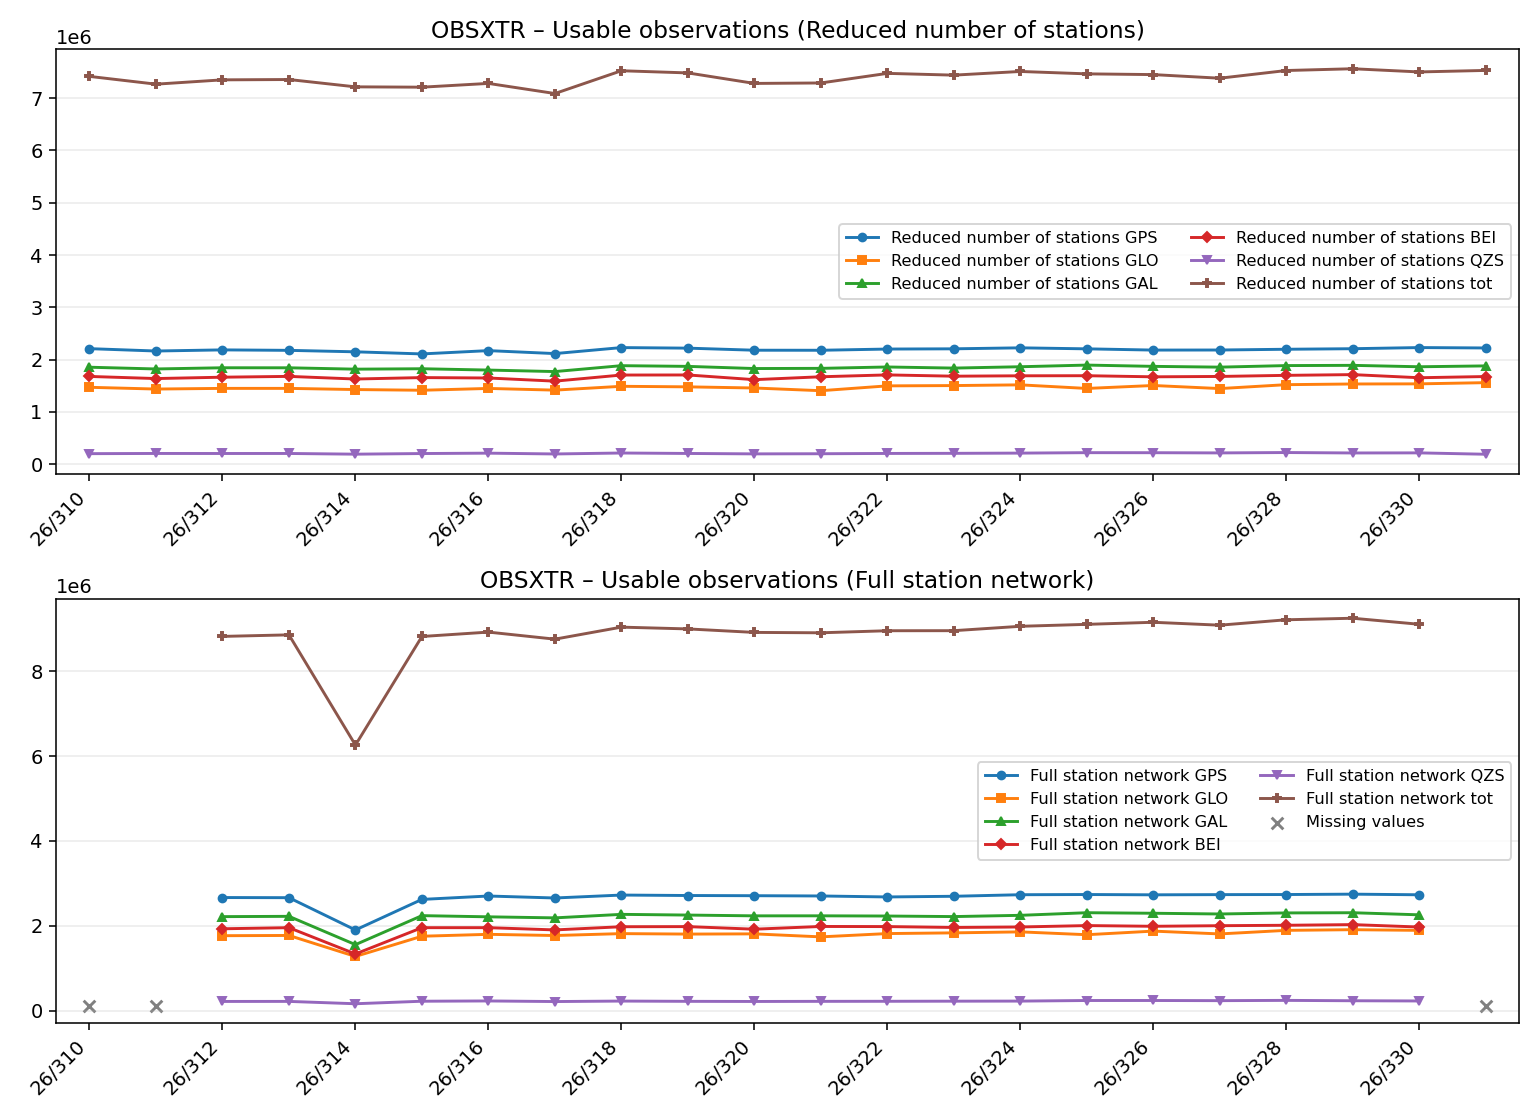 OBSXTR – Usable observations (Reduced number of stations)
1e6
7
6
5
4
3
2
1
0
Reduced number of stations GPS
Reduced number of stations GLO
Reduced number of stations GAL
Reduced number of stations BEI
Reduced number of stations QZS
Reduced number of stations tot
26/310
26/312
26/314
26/316
26/318
26/320
26/322
26/324
26/326
26/328
26/330
OBSXTR – Usable observations (Full station network)
1e6
8
6
4
2
0
Full station network GPS
Full station network GLO
Full station network GAL
Full station network BEI
Full station network QZS
Full station network tot
Missing values
26/310
26/312
26/314
26/316
26/318
26/320
26/322
26/324
26/326
26/328
26/330